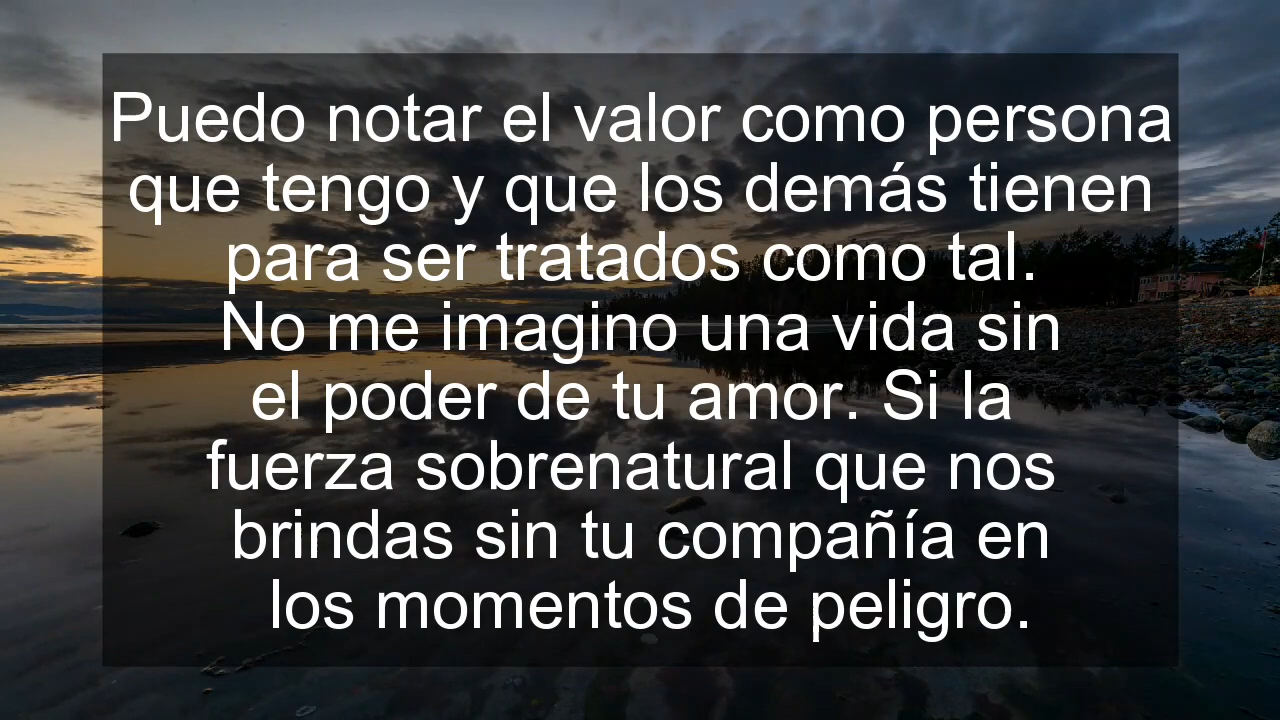 Puedo notar el valor como persona
que tengo y que los demás tienen
para ser tratados como tal.
No me imagino una vida sin
el poder de tu amor. Si la
fuerza sobrenatural que nos
brindas sin tu compañía en
los momentos de peligro.